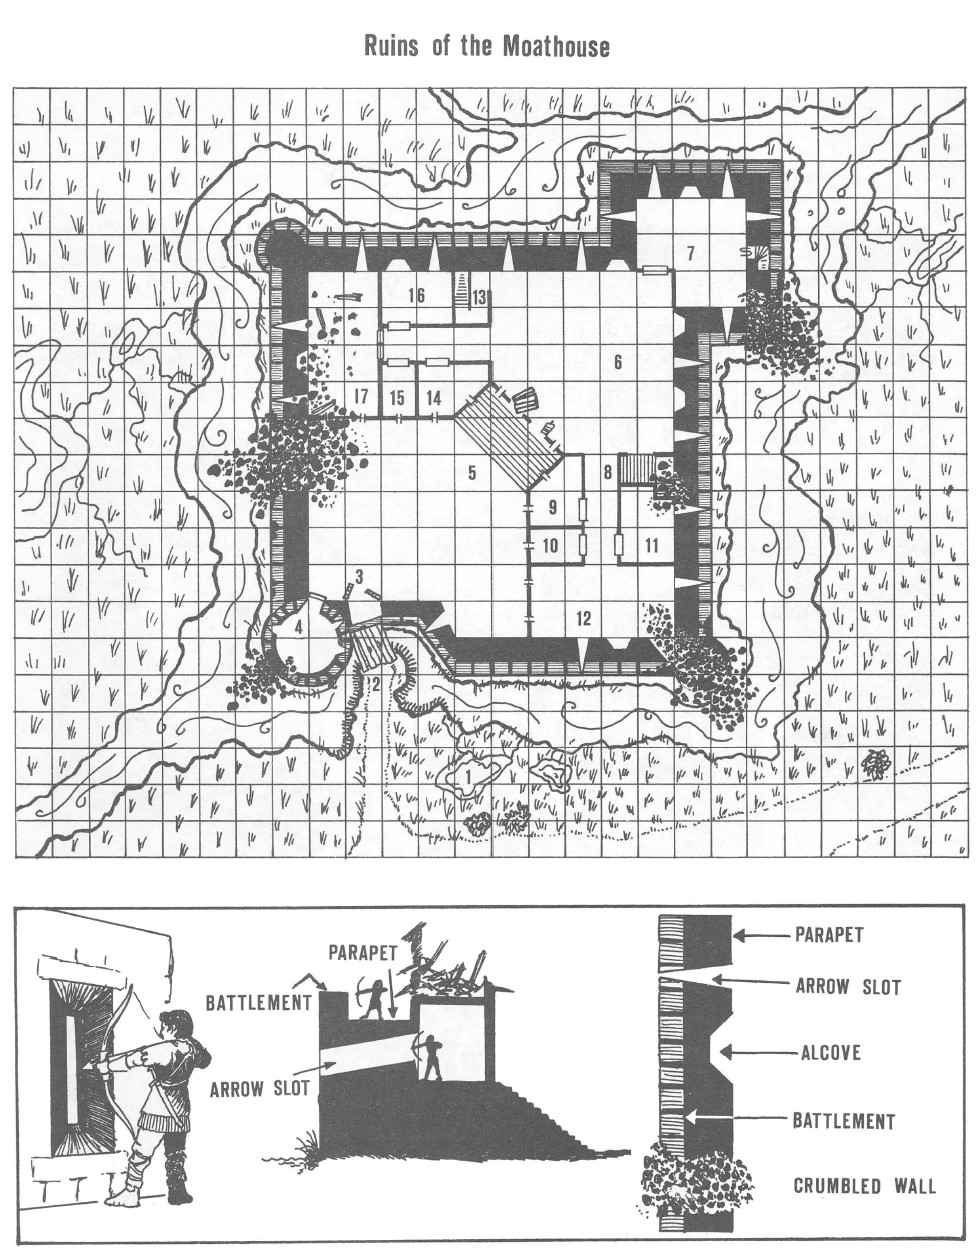 Ruins of the Moathouse
7
S
16
13
6
17
15
14
5
8
9
10
11
3
4
12
2
1
PARAPET
BATTLEMENT
ARROW SLOT
PARAPET
ARROW SLOT
ALCOVE
BATTLEMENT
CRUMBLED WALL